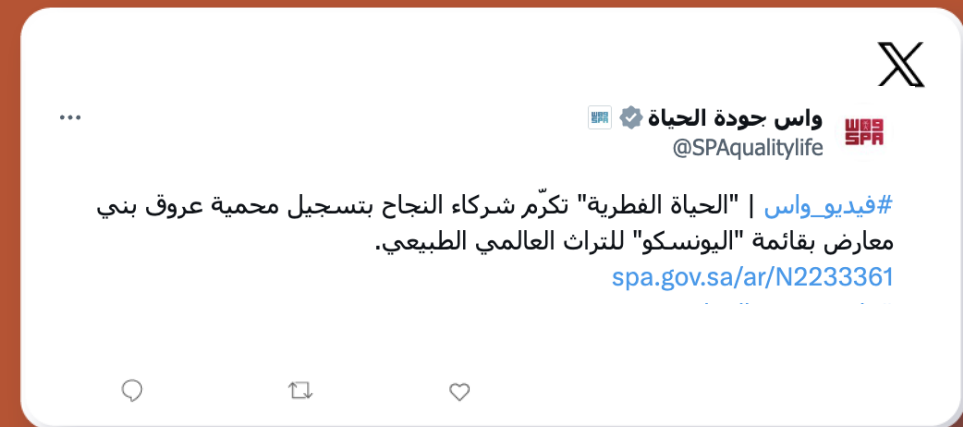 واس جودة الحياة
@SPAqualitylife
#فيديو_واس | "الحياة الفطرية" تكرّم شركاء النجاح بتسجيل محمية عروق بني
معارض بقائمة "اليونسكو" للتراث العالمي الطبيعي.
spa.gov.sa/ar/N2233361